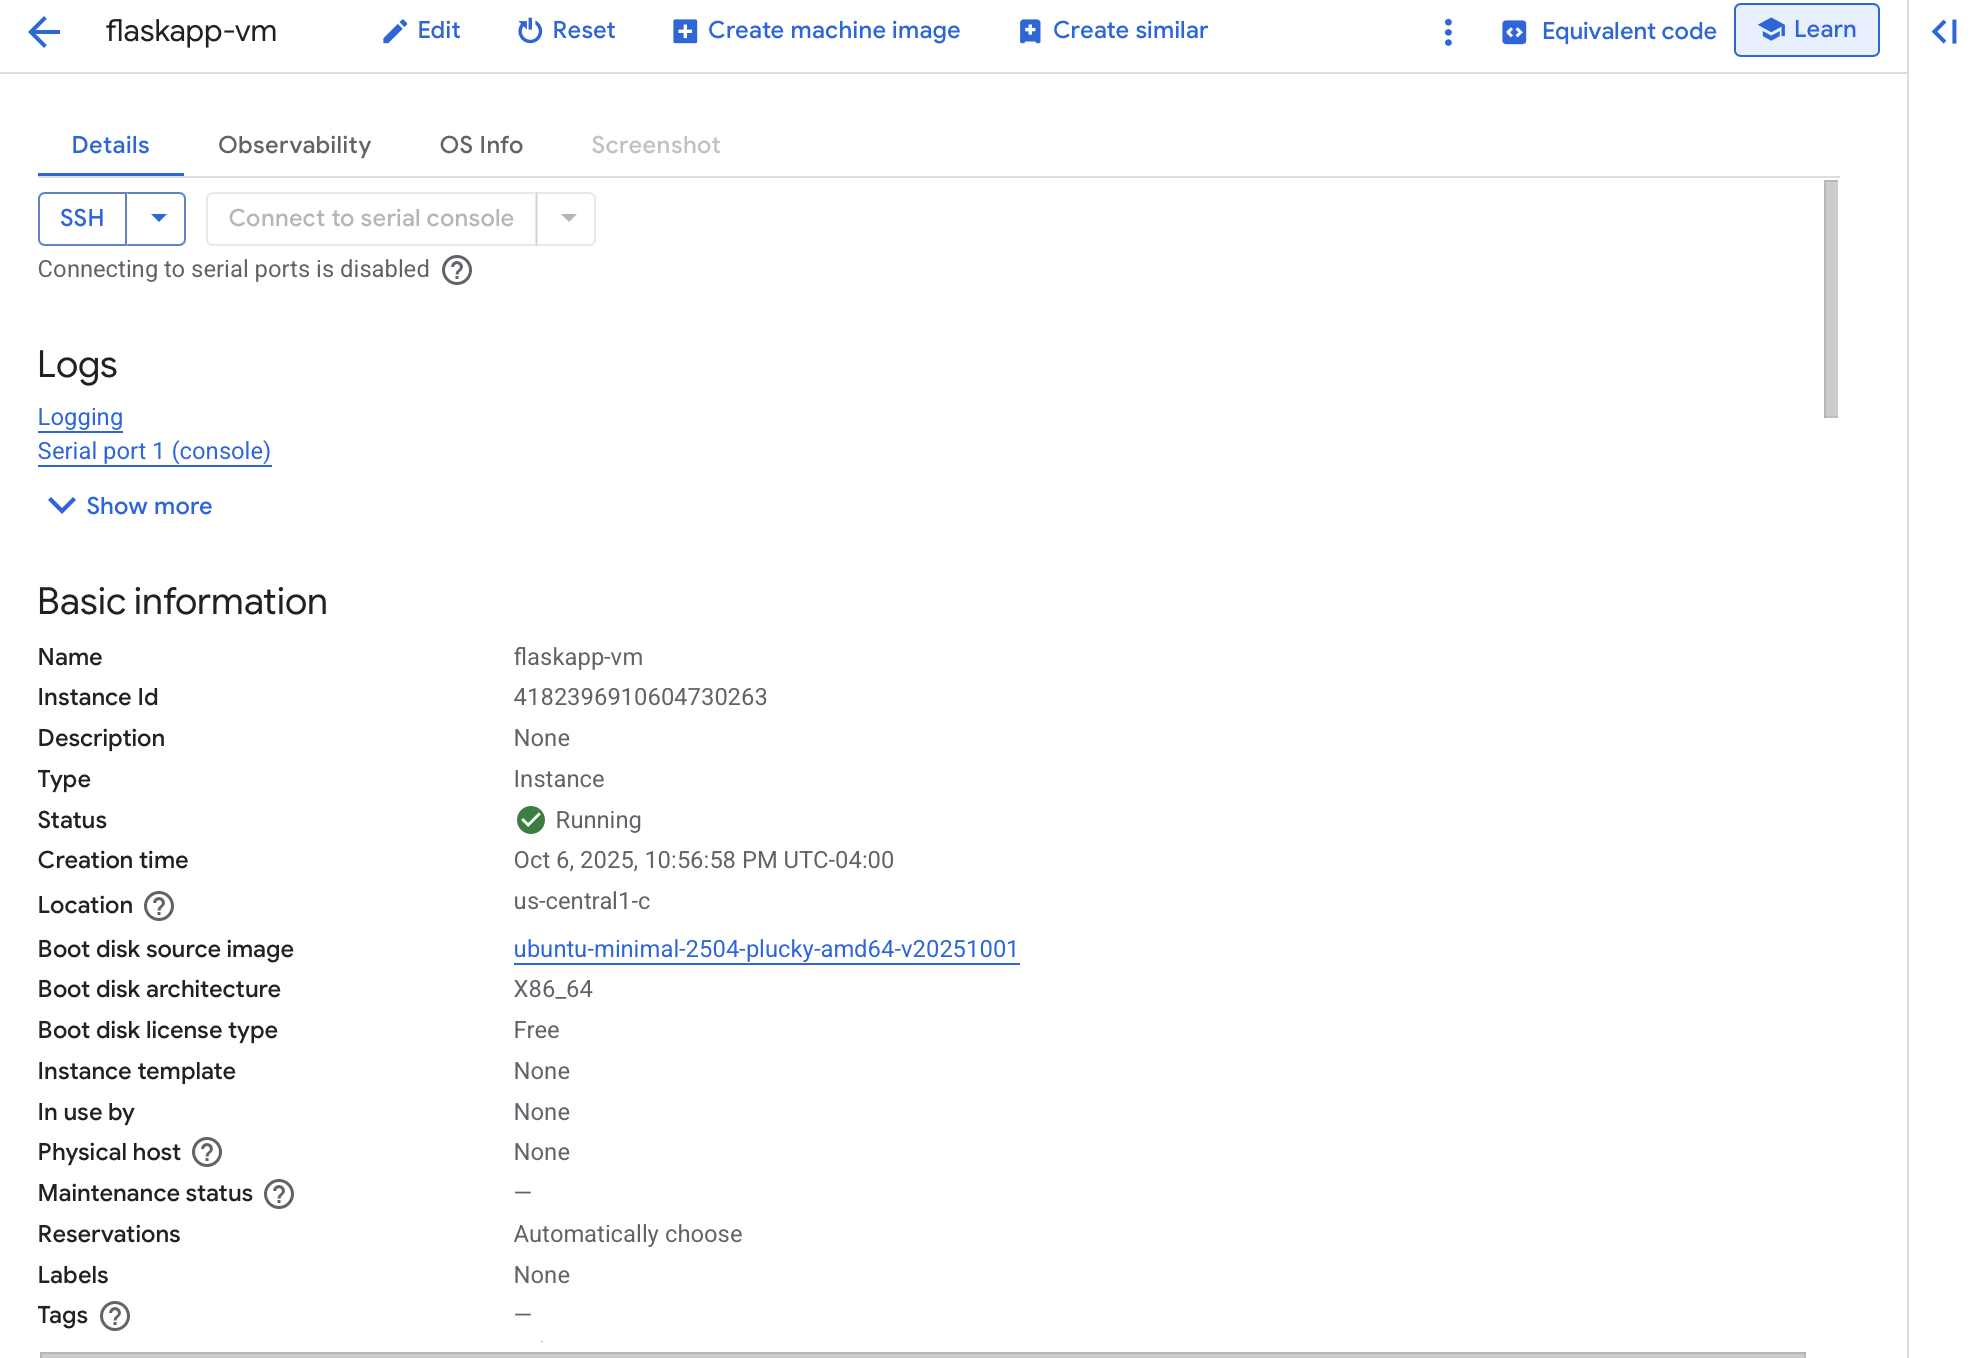 flaskapp-vm Edit Reset Create machine image Create similar Equivalent code Learn
Details Observability OS Info Screenshot
SSH Connect to serial console
Connecting to serial ports is disabled
Logs
Logging
Serial port 1 (console)
Show more
Basic information
Name flaskapp-vm
Instance Id 4182396910604730263
Description None
Type Instance
Status Running
Creation time Oct 6, 2025, 10:56:58 PM UTC-04:00
Location us-central1-c
Boot disk source image ubuntu-minimal-2504-plucky-amd64-v20251001
Boot disk architecture X86_64
Boot disk license type Free
Instance template None
In use by None
Physical host None
Maintenance status —
Reservations Automatically choose
Labels None
Tags —